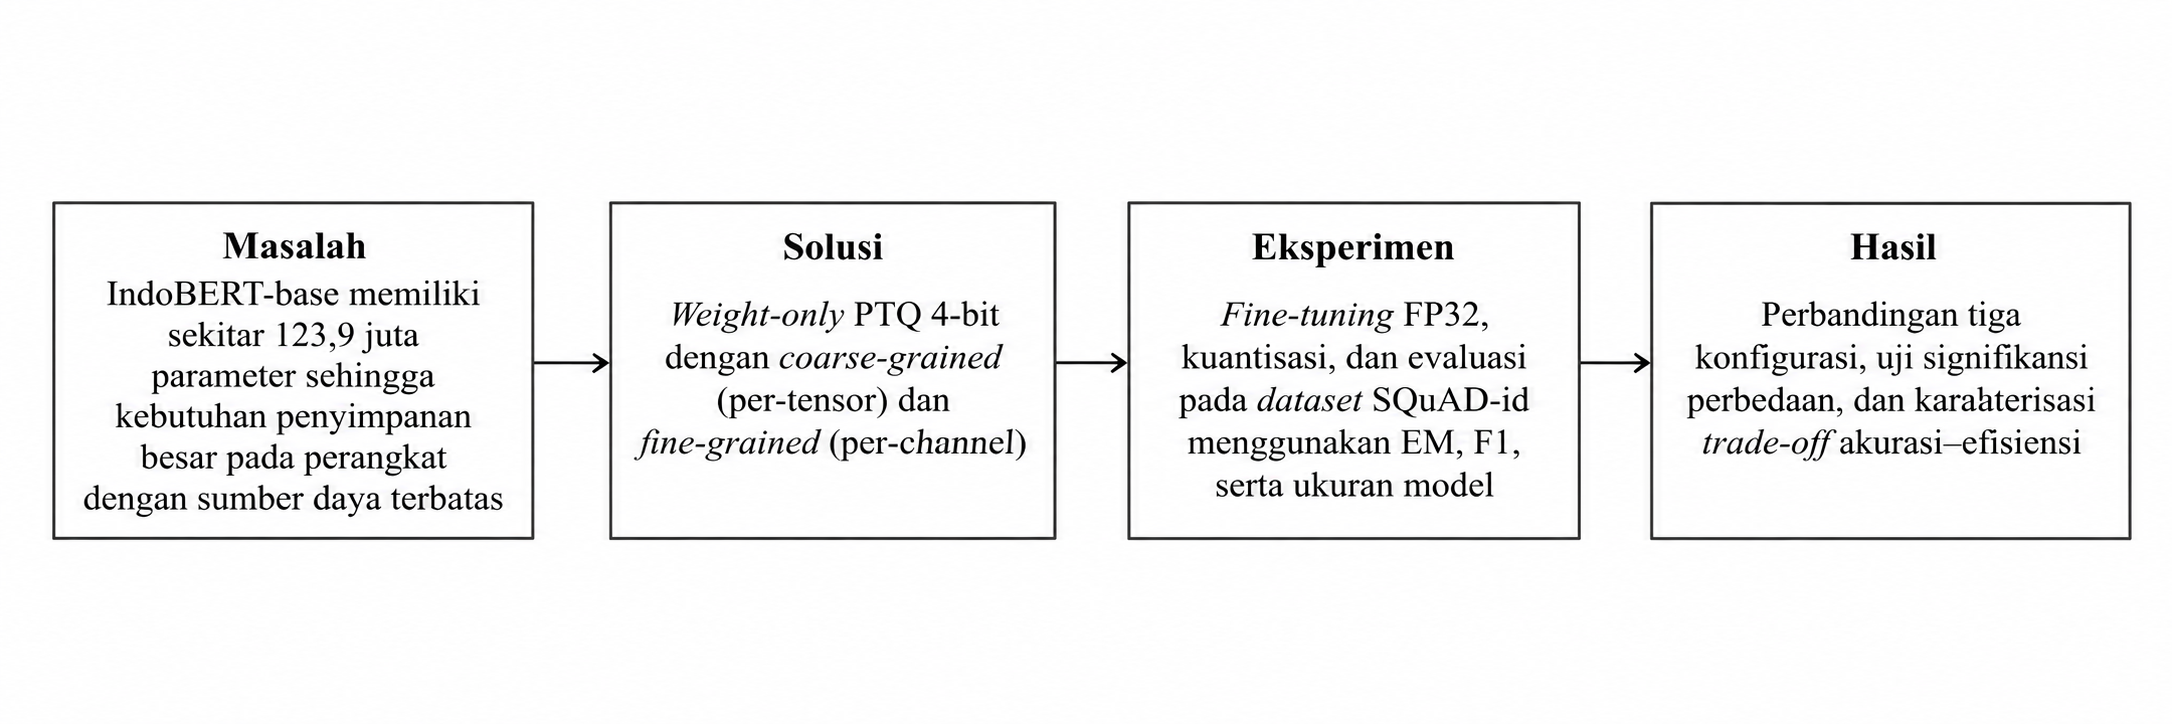 Masalah
IndoBERT-base memiliki
sekitar 123,9 juta
parameter sehingga
kebutuhan penyimpanan
besar pada perangkat
dengan sumber daya terbatas
Solusi
Weight-only PTQ 4-bit
dengan coarse-grained
(per-tensor) dan
fine-grained (per-channel)
Eksperimen
Fine-tuning FP32,
kuantisasi, dan evaluasi
pada dataset SQuAD-id
menggunakan EM, F1,
serta ukuran model
Hasil
Perbandingan tiga
konfigurasi, uji signifikansi
perbedaan, dan
trade-off akurasi–efisiensi